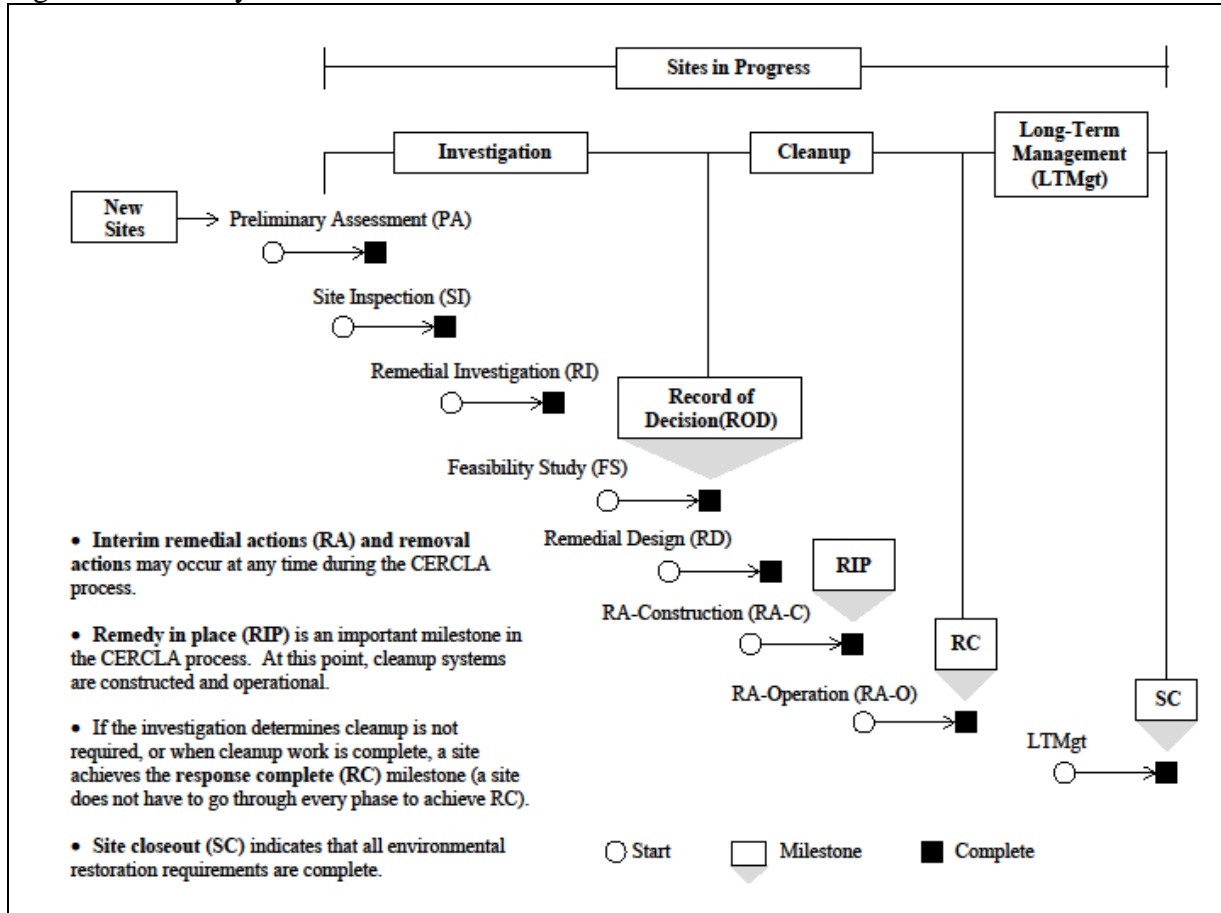 Sites in Progress
Investigation
Cleanup
Long-Term
Management
(LTMgt)
New
Sites
Preliminary Assessment (PA)
Site Inspection (SI)
Remedial Investigation (RI)
Record of
Decision(ROD)
Feasibility Study (FS)
Remedial Design (RD)
RIP
RA-Construction (RA-C)
RC
RA-Operation (RA-O)
SC
LTMgt
• Interim remedial actions (RA) and removal
actions may occur at any time during the CERCLA
process.
• Remedy in place (RIP) is an important milestone in
the CERCLA process. At this point, cleanup systems
are constructed and operational.
• If the investigation determines cleanup is not
required, or when cleanup work is complete, a site
achieves the response complete (RC) milestone (a site
does not have to go through every phase to achieve RC).
• Site closeout (SC) indicates that all environmental
restoration requirements are complete.
Start
Milestone
Complete